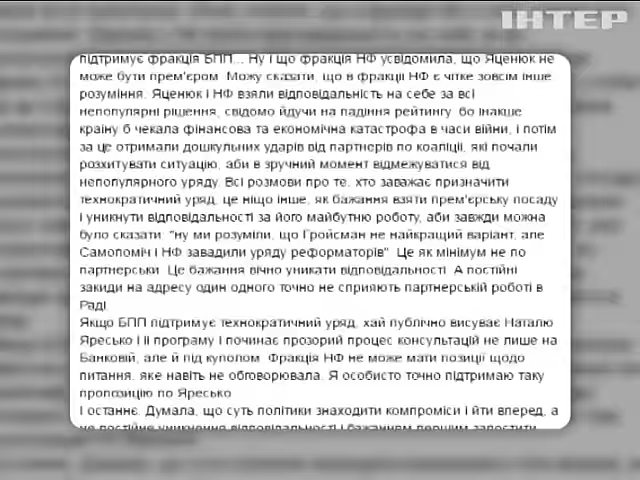 ІНТЕР
підтримує фракція БПП... Ну і що фракція НФ усвідомила, що Яценюк не
може бути прем'єром. Можу сказати, що в фракції НФ є чітке зовсім інше
розуміння. Яценюк і НФ взяли відповідальність на себе за всі
непопулярні рішення, свідомо йдучи на падіння рейтингу, бо інакше
країну б чекала фінансова та економічна катастрофа в часи війни, і потім
за це отримали дошкульних ударів від партнерів по коаліції, які почали
розхитувати ситуацію, аби в зручний момент відмежуватися від
непопулярного уряду. Всі розмови про те, хто заважає призначити
технократичний уряд, це ніщо інше, як бажання взяти прем'єрську посаду
і уникнути відповідальності за його майбутню роботу, аби завжди можна
було сказати: "ну ми розуміли, що Гройсман не найкращий варіант, але
Самопоміч і НФ завадили уряду реформаторів". Це як мінімум не по
партнерськи. Це бажання вічно уникати відповідальності. А постійні
закиди на адресу один одного точно не сприяють партнерській роботі в
Раді.
Якщо БПП підтримує технократичний уряд, хай публічно висуває Наталю
Яресько і її програму і починає прозорий процес консультацій не лише на
Банковій, але й під куполом. Фракція НФ не може мати позиції щодо
питання, яке навіть не обговорювала. Я особисто точно підтримаю таку
пропозицію по Яресько
І останнє. Думала, що суть політики знаходити компроміси і йти вперед, а
не постійне уникнення відповідальності і бажанням першим запостити